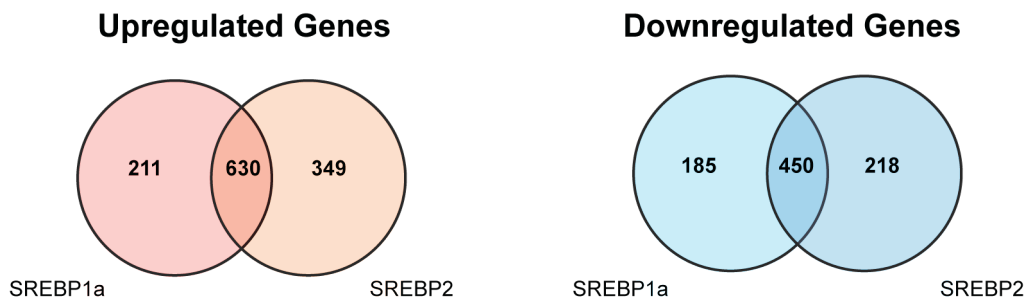 Upregulated Genes
211
630
349
SREBP1a
SREBP2
Downregulated Genes
185
450
218
SREBP1a
SREBP2